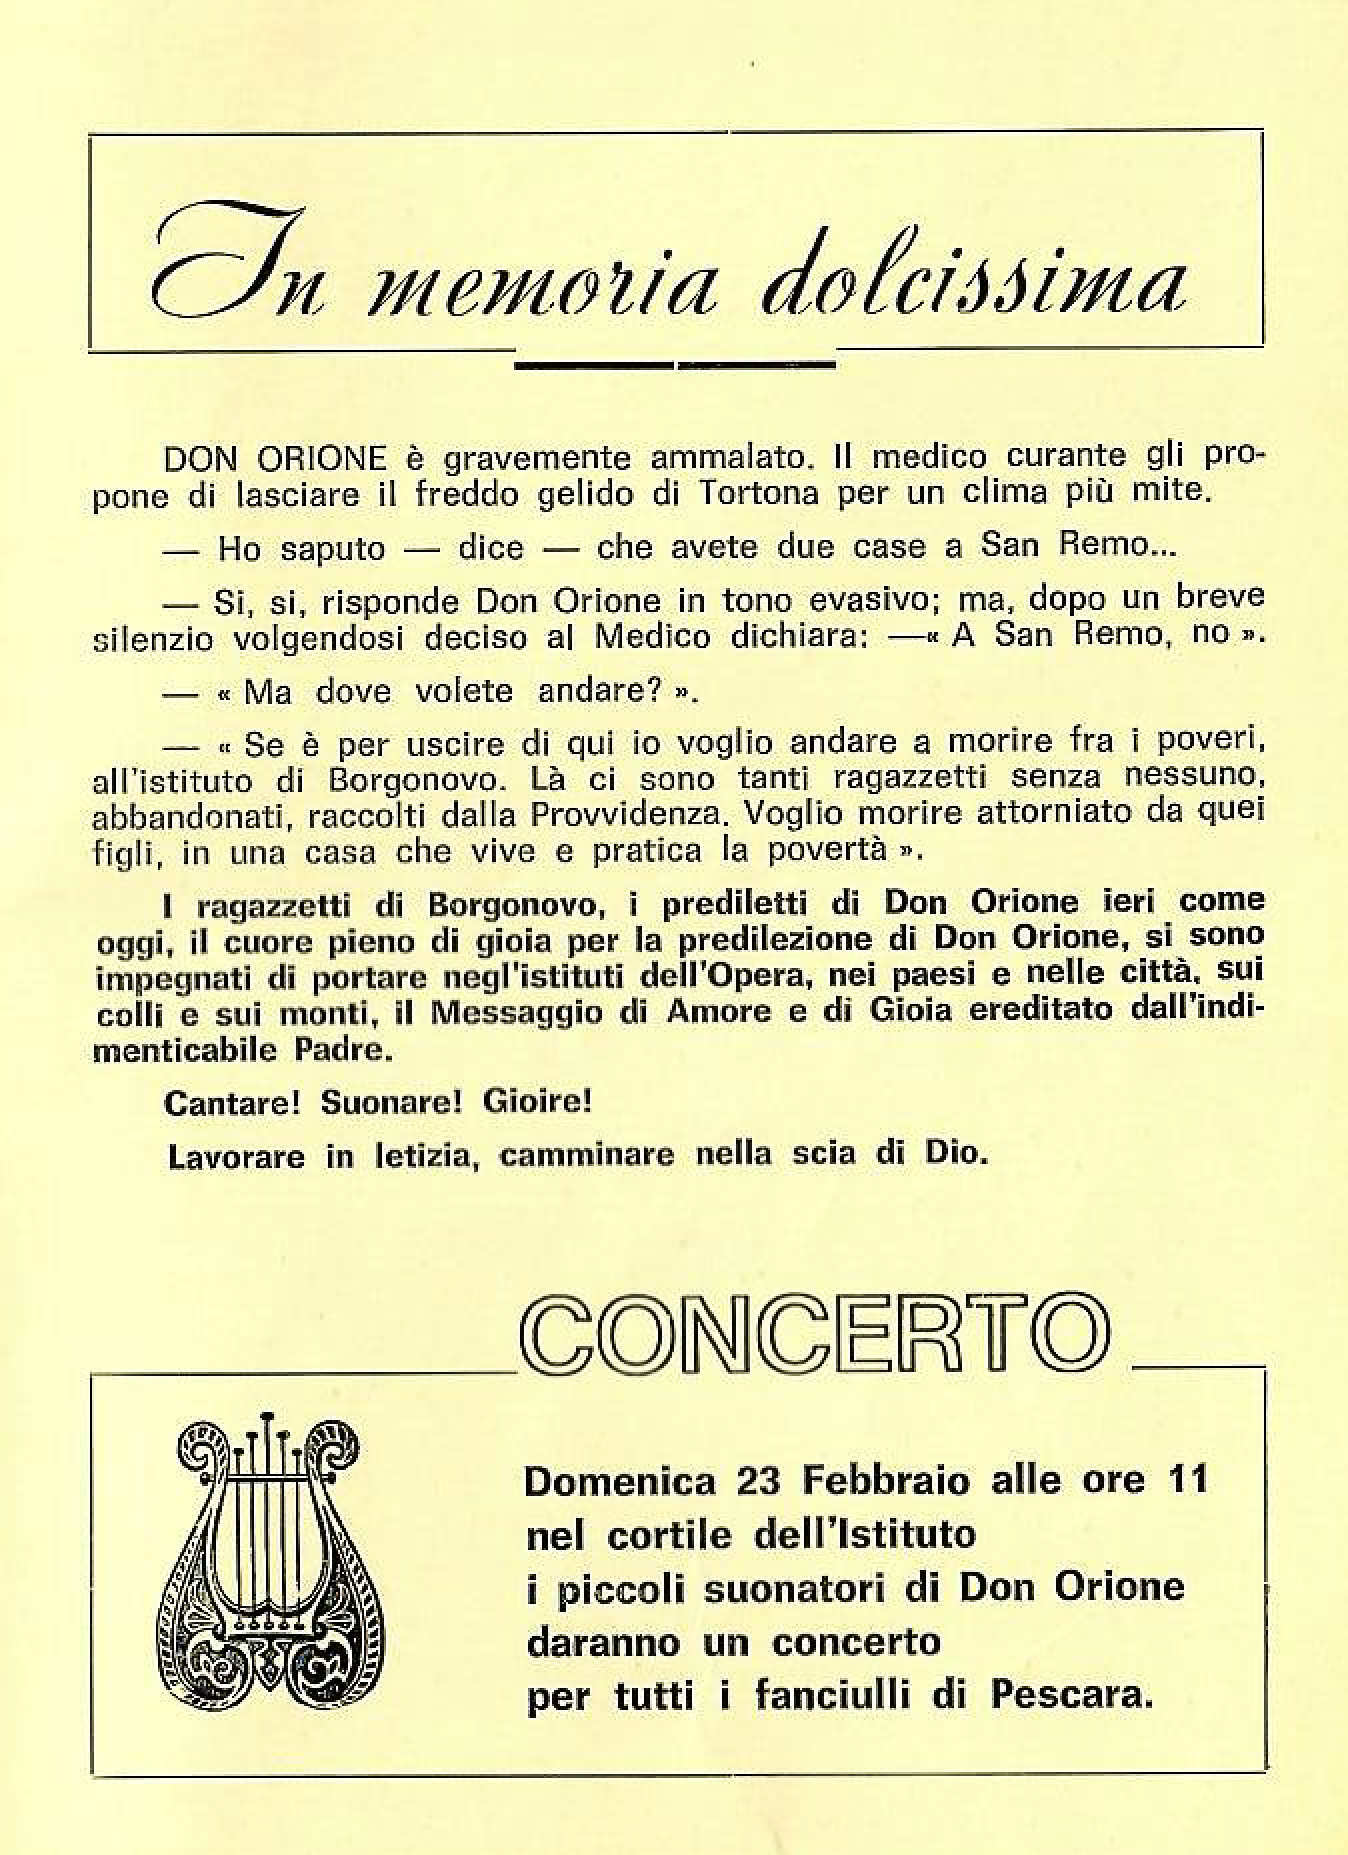 In memoria dolcissima
DON ORIONE è gravemente ammalato. Il medico curante gli pro-
pone di lasciare il freddo gelido di Tortona per un clima più mite.
— Ho saputo — dice — che avete due case a San Remo...
— Si, si, risponde Don Orione in tono evasivo; ma, dopo un breve
silenzio volgendosi deciso al Medico dichiara: —« A San Remo, no ».
— « Ma dove volete andare? ».
— « Se è per uscire di qui io voglio andare a morire fra i poveri,
all'istituto di Borgonovo. Là ci sono tanti ragazzetti senza nessuno,
abbandonati, raccolti dalla Provvidenza. Voglio morire attorniato da quei
figli, in una casa che vive e pratica la povertà ».
I ragazzetti di Borgonovo, i prediletti di Don Orione ieri come
oggi, il cuore pieno di gioia per la predilezione di Don Orione, si sono
impegnati di portare negl'istituti dell'Opera, nei paesi e nelle città, sui
colli e sui monti, il Messaggio di Amore e di Gioia ereditato dall'indi-
menticabile Padre.
Cantare! Suonare! Gioire!
Lavorare in letizia, camminare nella scia di Dio.
CONCERTO
Domenica 23 Febbraio alle ore 11
nel cortile dell'Istituto
i piccoli suonatori di Don Orione
daranno un concerto
per tutti i fanciulli di Pescara.